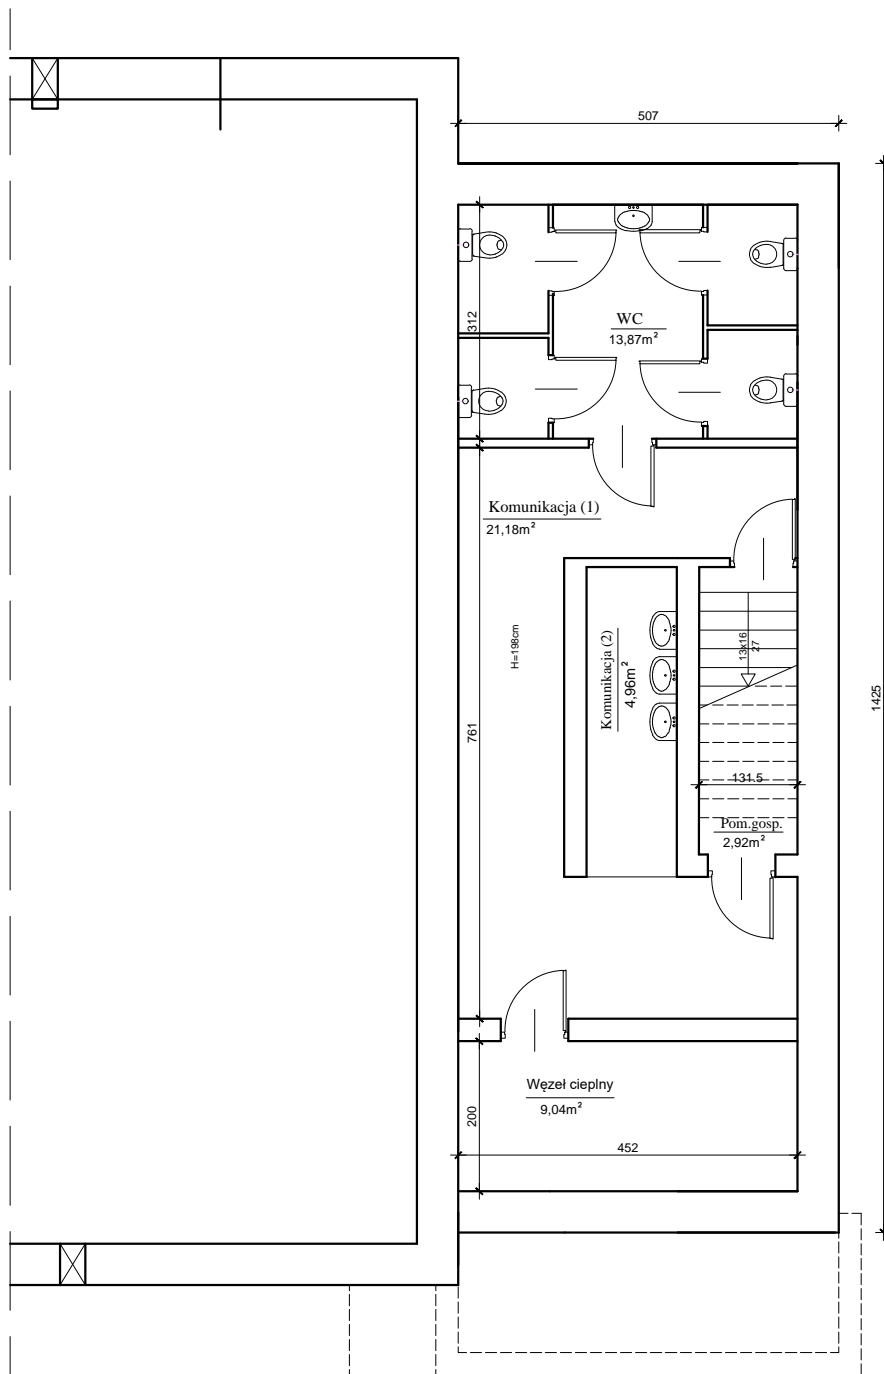 507
312
WC
13,87m²
Komunikacja (1)
21,18m²
H=198cm
Komunikacja (2)
4,96m²
13x16
27
1425
761
131.5
Pom.gosp.
2,92m²
Węzeł cieplny
9,04m²
200
452